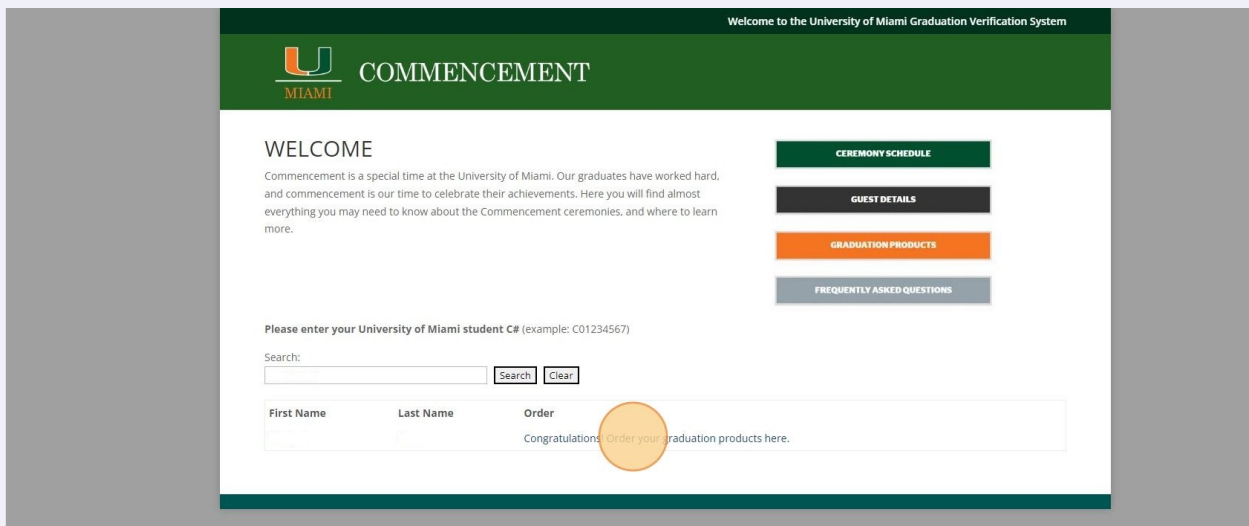 Welcome to the University of Miami Graduation Verification System
U
MIAMI
COMMENCEMENT
WELCOME
Commencement is a special time at the University of Miami. Our graduates have worked hard,
and commencement is our time to celebrate their achievements. Here you will find almost
everything you may need to know about the Commencement ceremonies, and where to learn
more.
CEREMONY SCHEDULE
GUEST DETAILS
GRADUATION PRODUCTS
FREQUENTLY ASKED QUESTIONS
Please enter your University of Miami student C# (example: C01234567)
Search:
Search Clear
First Name Last Name Order
Congratulations! Order your graduation products here.